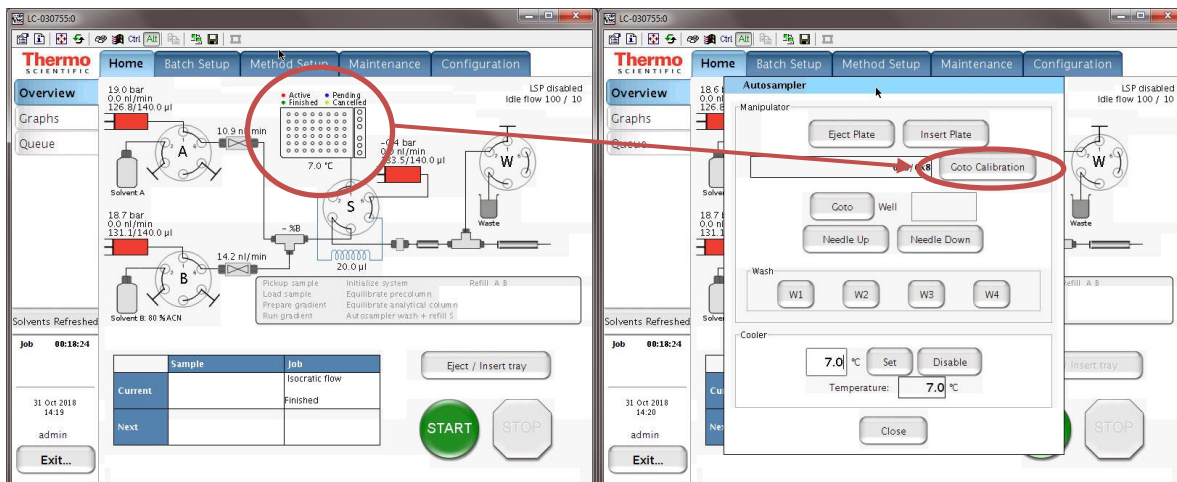 LC-030755:0
Ctrl Alt
Thermo
SCIENTIFIC
Home
Batch Setup
Method Setup
Maintenance
Configuration
Overview
Graphs
Queue
LSP disabled
Idle flow 100 / 10
19.0 bar
0.0 nl/min
126.8/140.0 µl
Active
Pending
Finished
Cancelled
7.0 °C
10.9 nl/min
A
Solvent A
bar
140.0 µl
S
W
Waste
18.7 bar
0.0 nl/min
131.1/140.0 µl
- %B
14.2 nl/min
20.0 µl
B
Solvent B: 80 %ACN
Pickup sample
Initialize system
Refill A B
Load sample
Equilibrate precolumn
Prepare gradient
Equilibrate analytical column
Run gradient
Autosampler wash + refill S
Solvents Refreshed
Job 00:18:24
Sample
Job
Current
Isocratic flow
Finished
Next
Eject / Insert tray
START
STOP
31 Oct 2018
14:19
admin
Exit...
LC-030755:0
Ctrl Alt
Thermo
SCIENTIFIC
Home
Batch Setup
Method Setup
Maintenance
Configuration
Overview
Graphs
Queue
LSP disabled
Idle flow 100 / 10
Autosampler
Manipulator
Eject Plate
Insert Plate
Goto Calibration
Goto
Well
Needle Up
Needle Down
Wash
W1
W2
W3
W4
Cooler
7.0 °C
Set
Disable
Temperature: 7.0 °C
Close
W
Waste
Solvents Refreshed
Job 00:18:24
Insert tray
STOP
31 Oct 2018
14:20
admin
Exit...